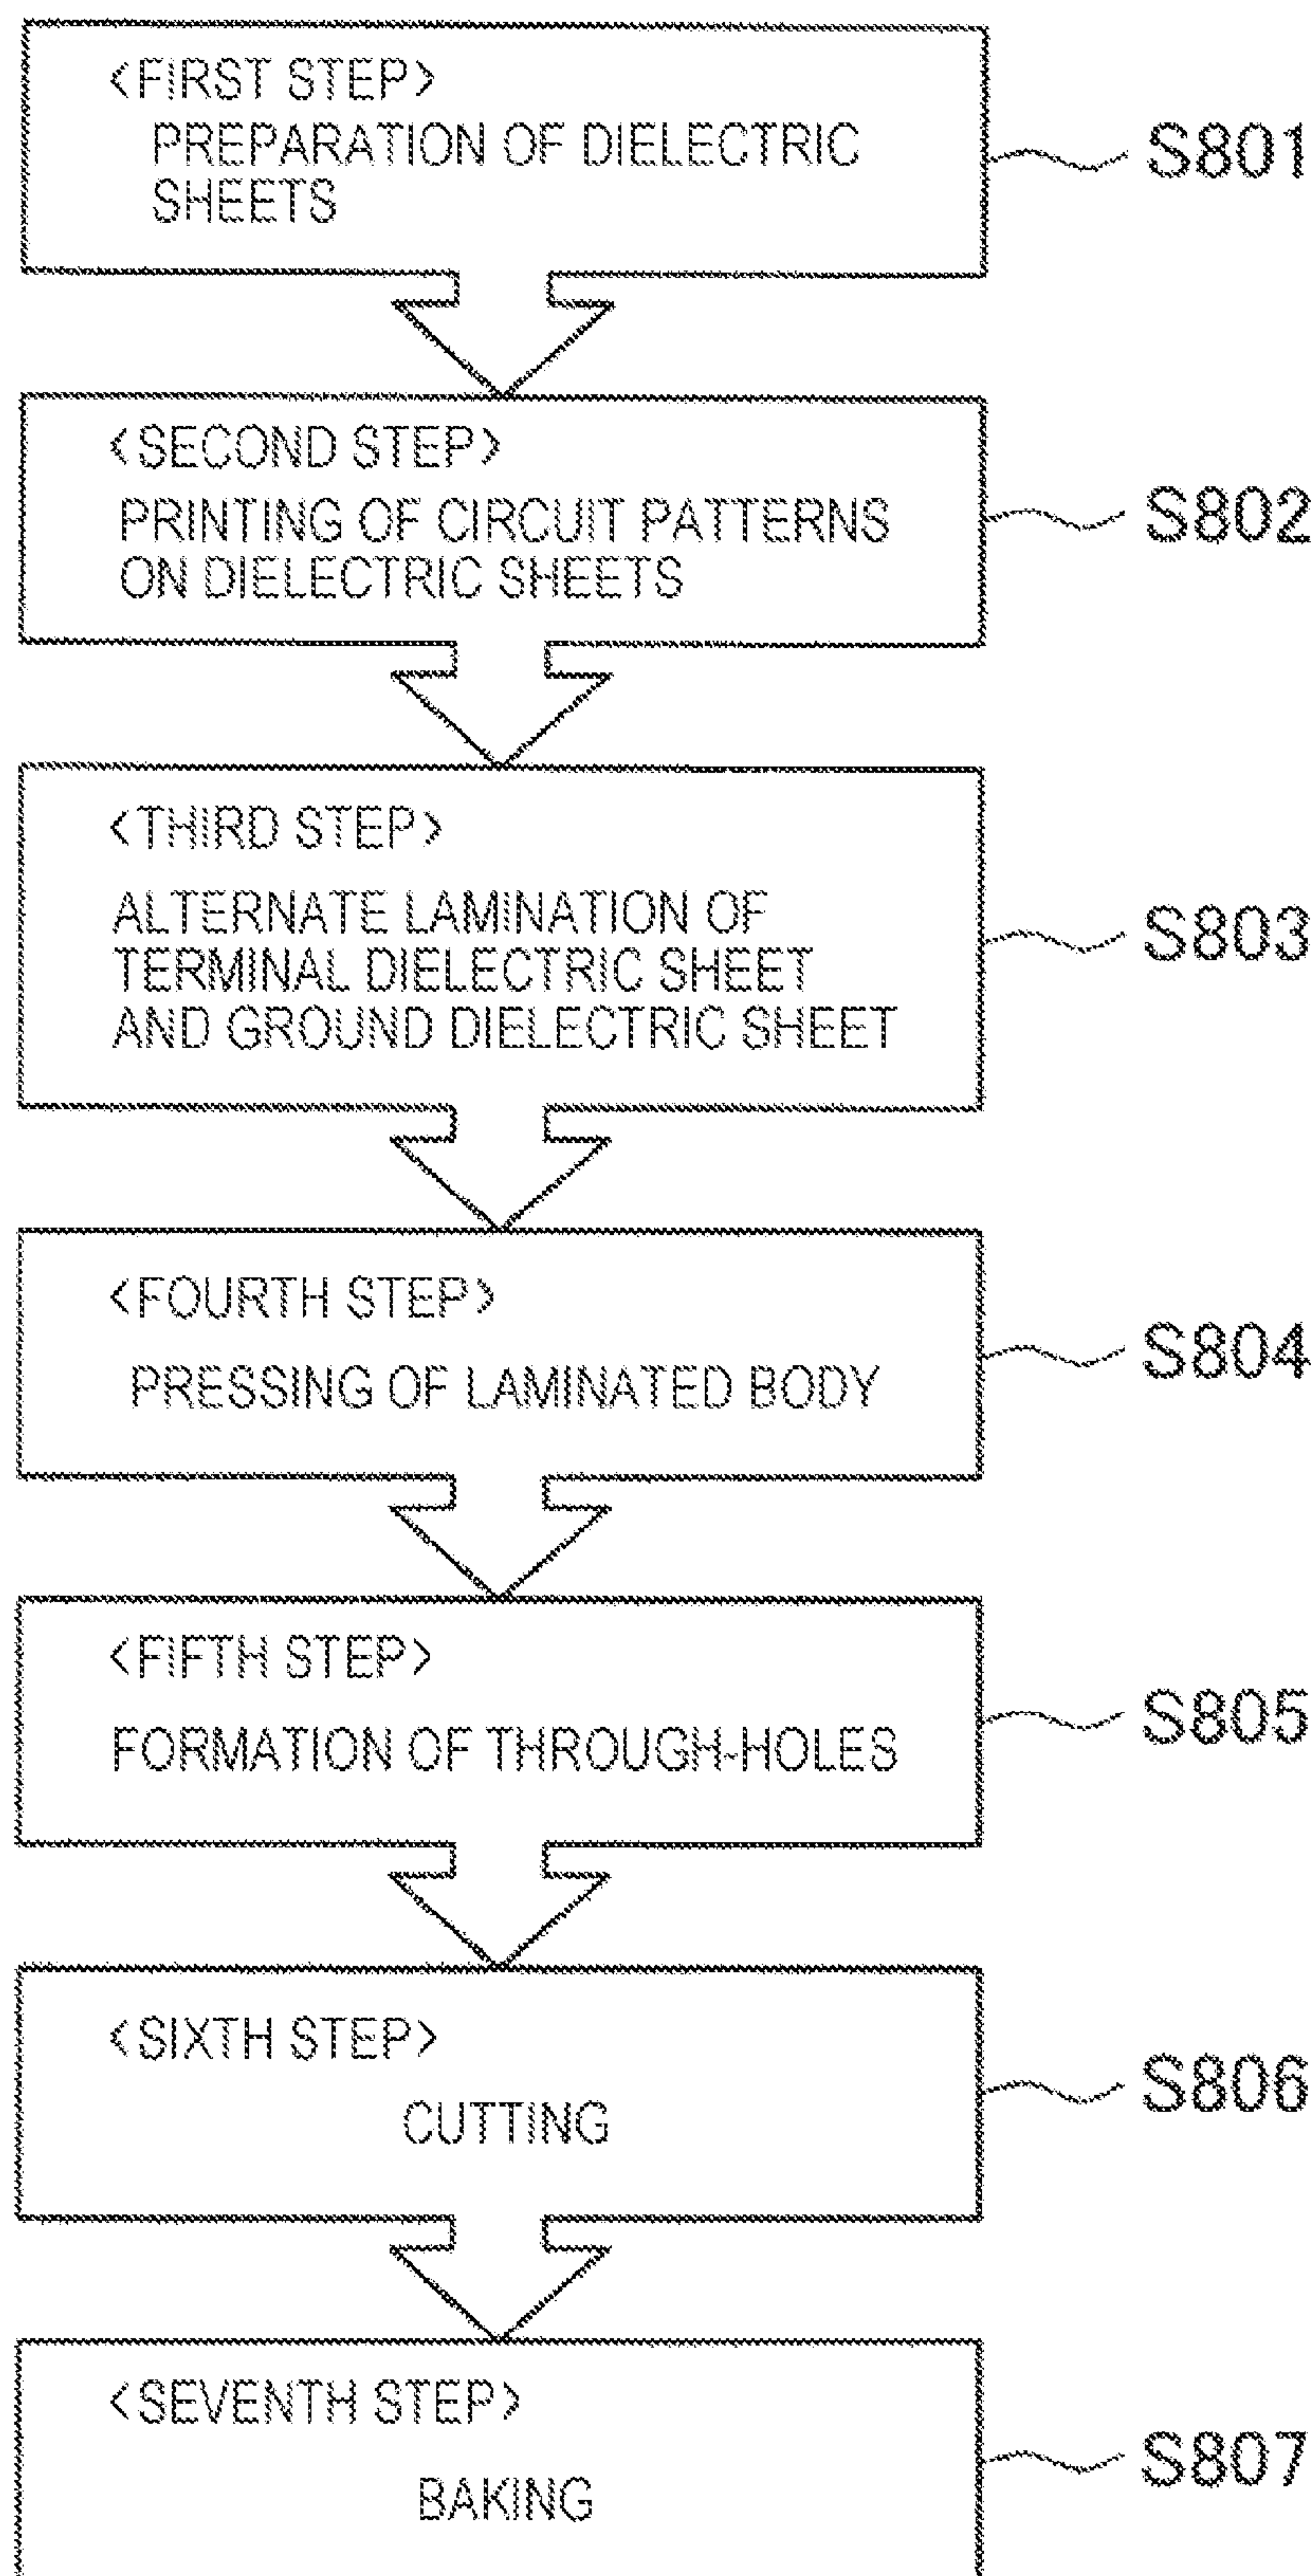 <FIRST STEP>
PREPARATION OF DIELECTRIC
SHEETS
S801
<SECOND STEP>
PRINTING OF CIRCUIT PATTERNS
ON DIELECTRIC SHEETS
S802
<THIRD STEP>
ALTERNATE LAMINATION OF
TERMINAL DIELECTRIC SHEET
AND GROUND DIELECTRIC SHEET
S803
<FOURTH STEP>
PRESSING OF LAMINATED BODY
S804
<FIFTH STEP>
FORMATION OF THROUGH-HOLES
S805
<SIXTH STEP>
CUTTING
S806
<SEVENTH STEP>
BAKING
S807